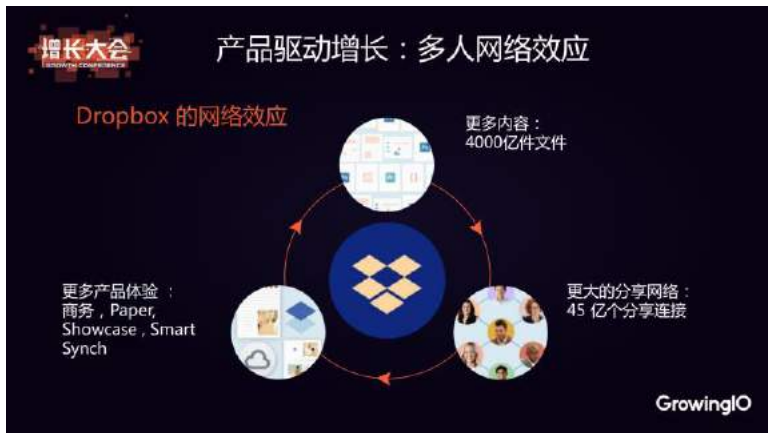 增长大会
GROWTH CONFERENCE
产品驱动增长：多人网络效应
Dropbox 的网络效应
更多内容：
4000亿件文件
更多产品体验 ：
商务，Paper,
Showcase , Smart
Synch
更大的分享网络：
45 亿个分享连接
GrowingIO